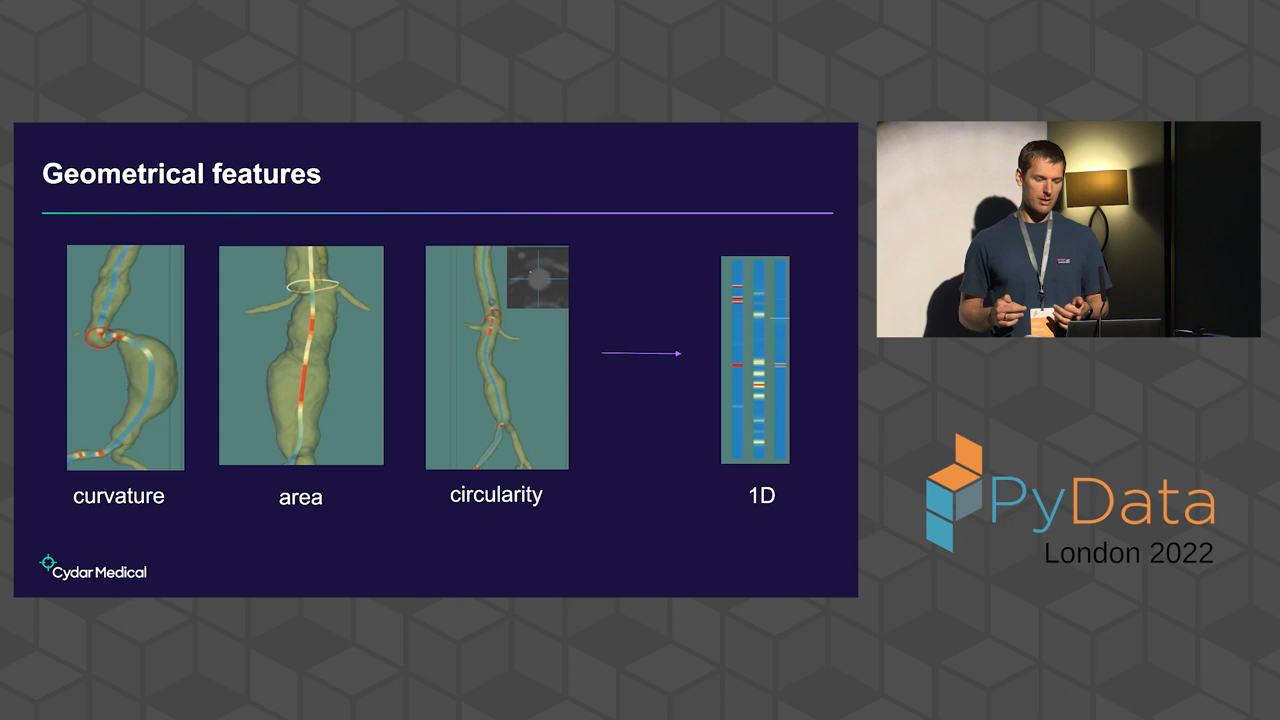 Geometrical features
curvature
area
circularity
1D
Cydar Medical
PyData
London 2022